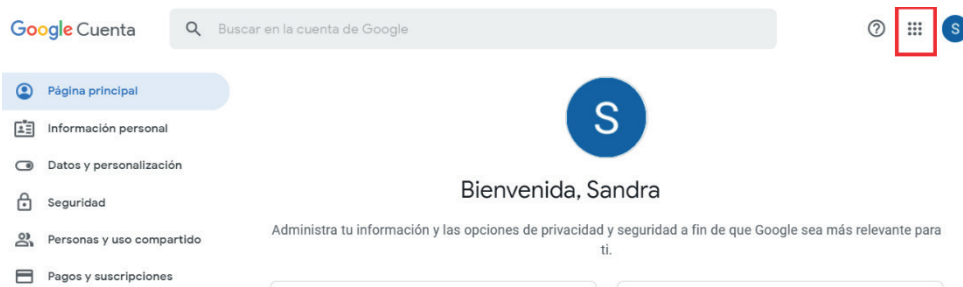 Google Cuenta
Buscar en la cuenta de Google
S
Página principal
Información personal
Datos y personalización
Seguridad
Personas y uso compartido
Pagos y suscripciones
S
Bienvenida, Sandra
Administra tu información y las opciones de privacidad y seguridad a fin de que Google sea más relevante para
ti.